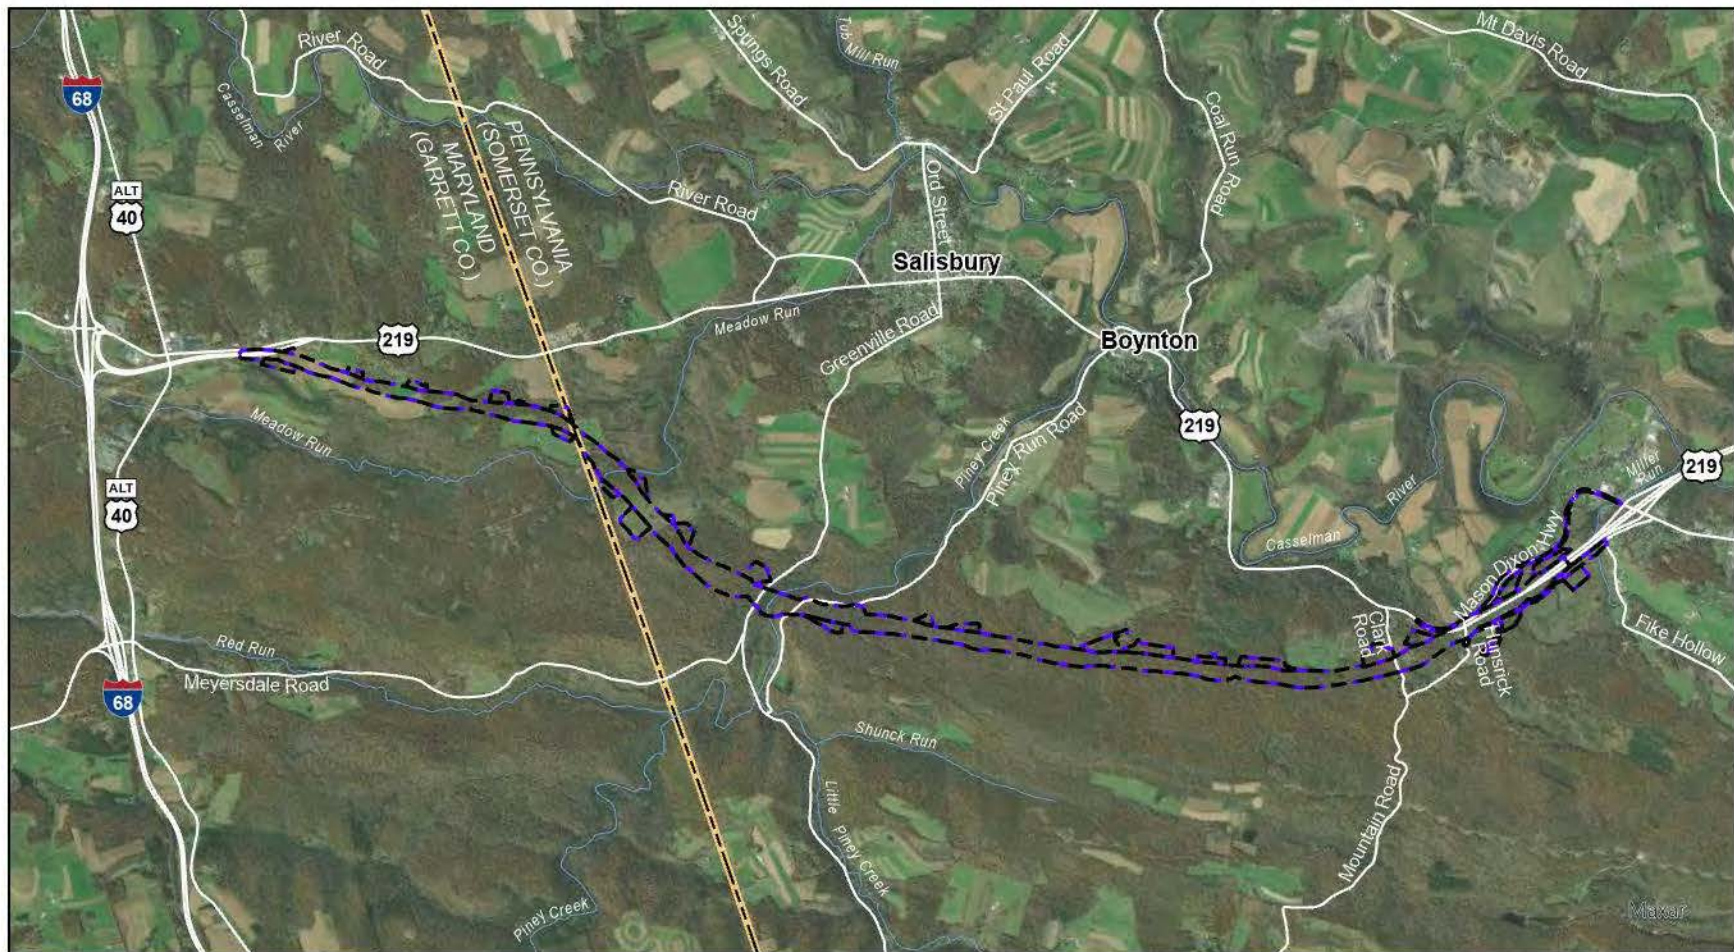 River Road
68
Casselman
River
ALT
40
Springs Road
Tub
Mill Run
St Paul Road
Mt Davis Road
Coal Run Road
PENNSYLVANIA
(SOMERSET CO.)
MARYLAND
(GARRETT CO.)
River Road
Ord Street
Salisbury
Meadow Run
219
Greenville Road
Boynton
Meadow Run
Piney Creek
Piney Run Road
219
River
Casselman
Miller
Run
219
ALT
40
Mason Dixon Hwy
Clark
Road
Hunsrick
Road
Fike Hollow
Red Run
Meyersdale Road
68
Shunck Run
Little Piney Creek
Mountain Road
Piney Creek
Maxar